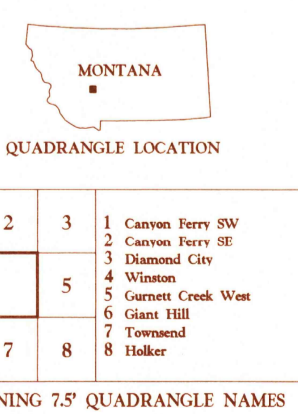 MONTANA
QUADRANGLE LOCATION
2 3
5
7 8
1 Canyon Ferry SW
2 Canyon Ferry SE
3 Diamond City
4 Winston
5 Gurnett Creek West
6 Giant Hill
7 Townsend
8 Holker
NING 7.5' QUADRANGLE NAMES